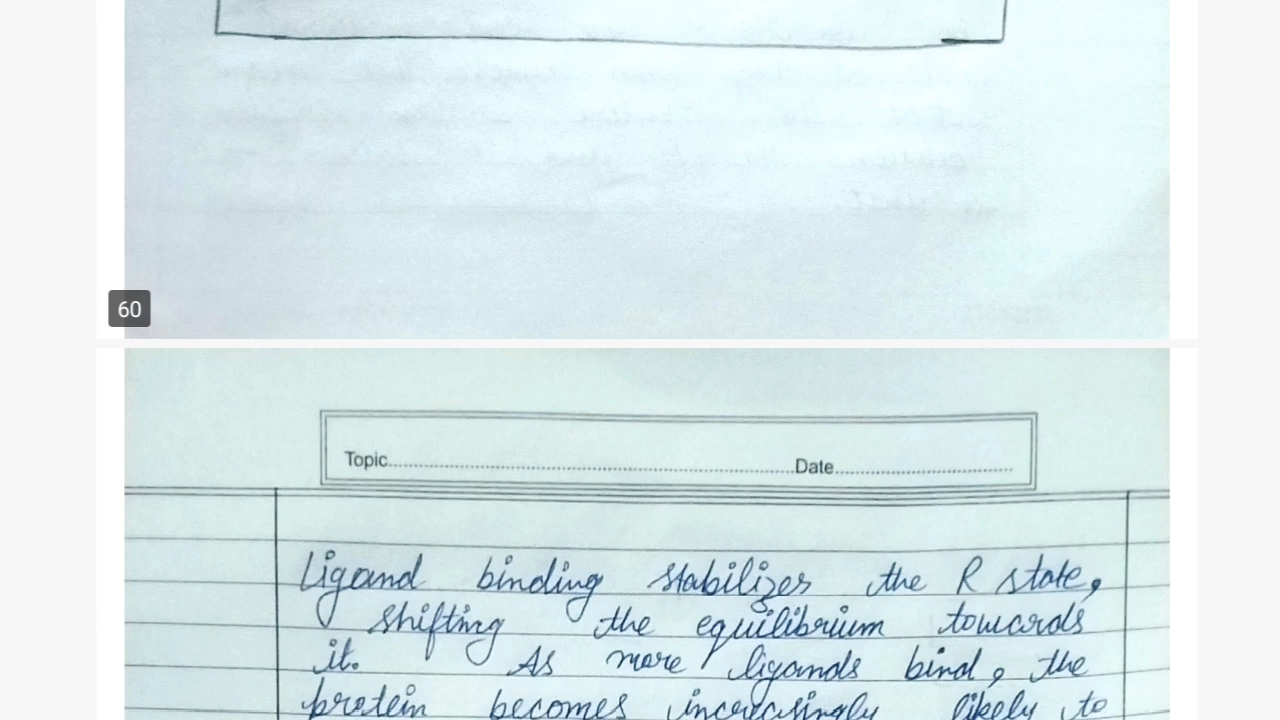 60
Topic Date
Ligand binding stabilizes the R state,
shifting the equilibrium towards
it. As more ligands bind, the
protein becomes increasingly likely to